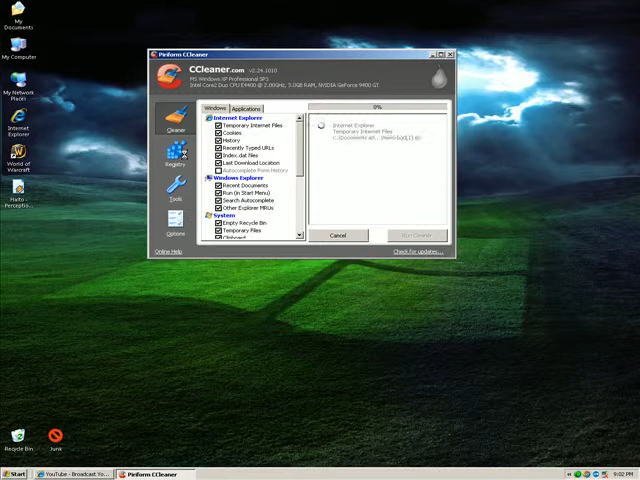 My
Documents
My Computer
My Network
Places
Internet
Explorer
World of
Warcraft
Haito -
Perceptio...
Recycle Bin
Junk
Piriform CCleaner
CCleaner.com v2.24.1010
MS Windows XP Professional SP3
Intel Core2 Duo CPU E4400 @ 2.00GHz, 3.0GB RAM, NVIDIA GeForce 9400 GT
Cleaner
Registry
Tools
Options
Windows
Applications
Internet Explorer
Temporary Internet Files
Cookies
History
Recently Typed URLs
Index.dat files
Last Download Location
Autocomplete Form History
Windows Explorer
Recent Documents
Run (in Start Menu)
Search Autocomplete
Other Explorer MRUs
System
Empty Recycle Bin
Temporary Files
Clipboard
0%
Internet Explorer
Temporary Internet Files
Cancel
Run Cleaner
Online Help
Check for updates...
Start
YouTube - Broadcast Yo...
Piriform CCleaner
9:02 PM